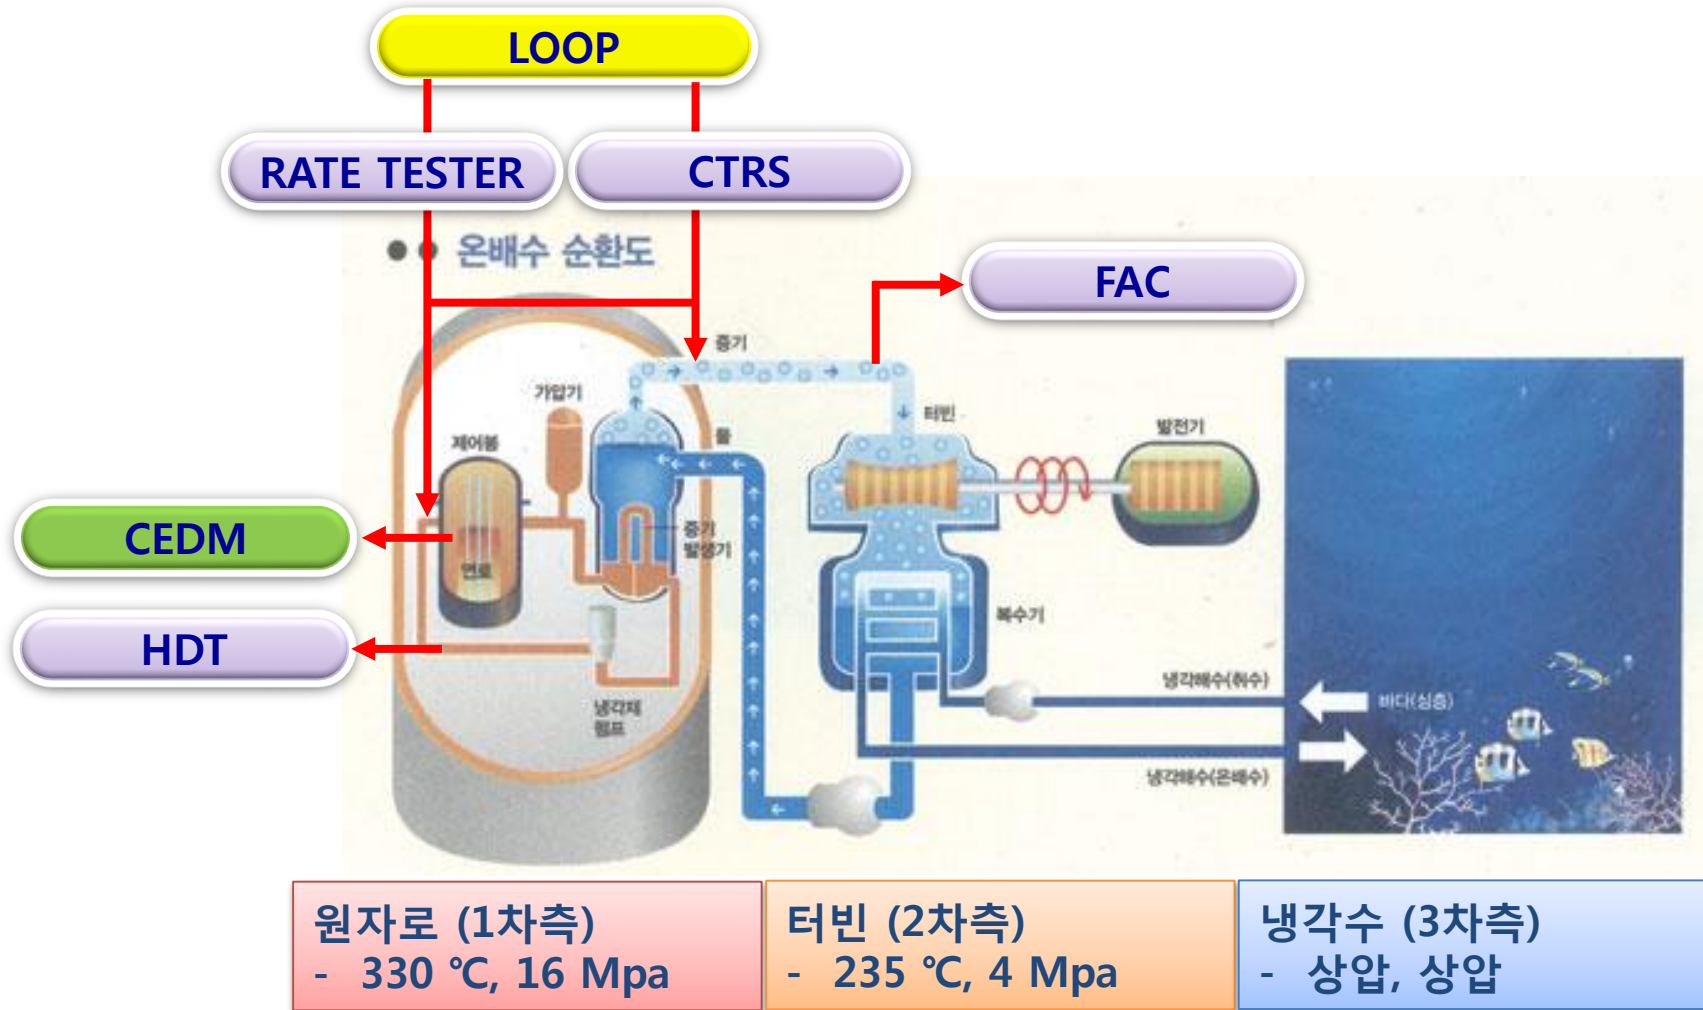 LOOP
RATE TESTER
CTRS
온배수 순환도
FAC
증기
가압기
터빈
물
발전기
제어봉
CEDM
증기
발생기
연료
복수기
HDT
냉각해수(취수)
바다(심층)
냉각재
펌프
냉각해수(온배수)
원자로 (1차측)
- 330 ℃, 16 Mpa
터빈 (2차측)
- 235 ℃, 4 Mpa
냉각수 (3차측)
- 상압, 상압